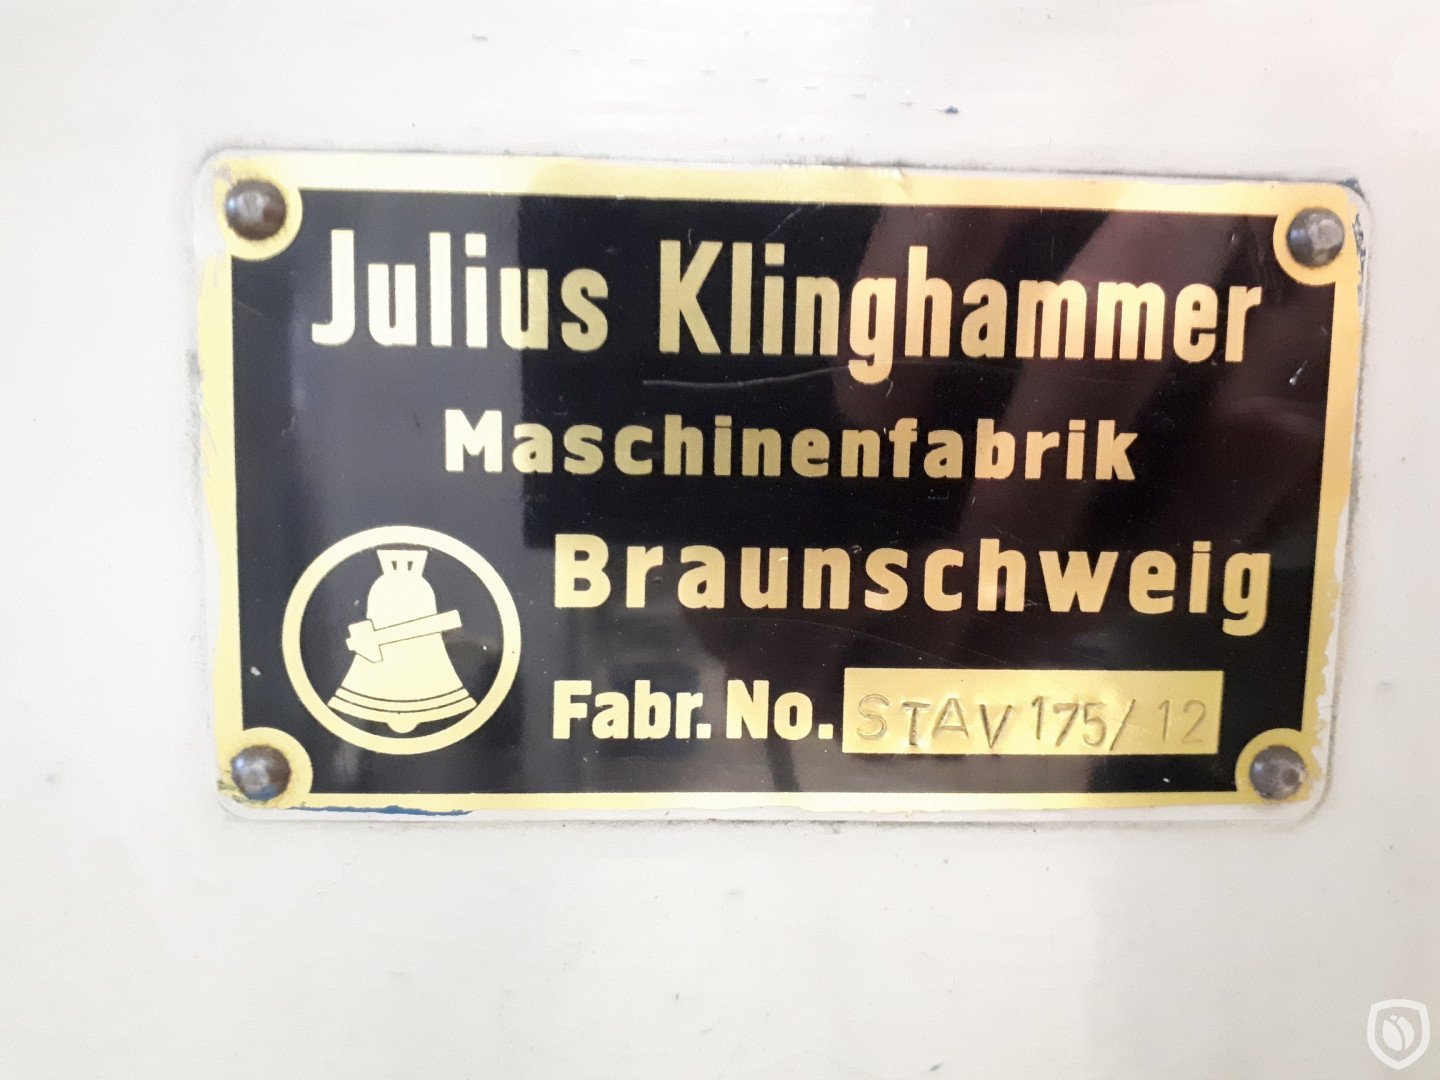 Julius Klinghammer
Maschinenfabrik
Braunschweig
Fabr. No. STAV 175/12